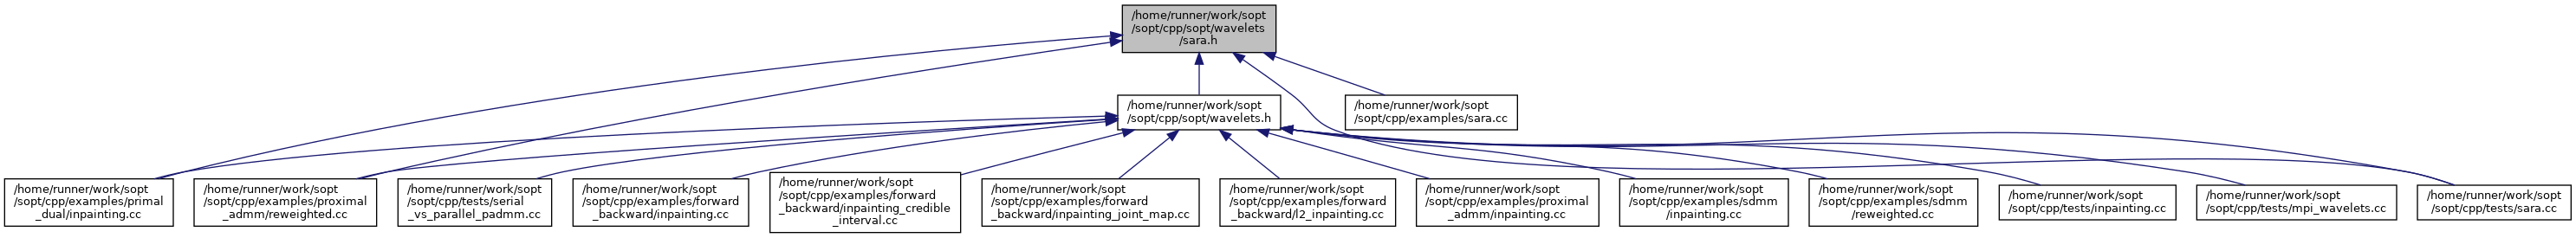 /home/runner/work/sopt
/sopt/cpp/sopt/wavelets
/sara.h
/home/runner/work/sopt
/sopt/cpp/sopt/wavelets.h
/home/runner/work/sopt
/sopt/cpp/examples/sara.cc
/home/runner/work/sopt
/sopt/cpp/examples/primal
_dual/inpainting.cc
/home/runner/work/sopt
/sopt/cpp/examples/proximal
_admm/reweighted.cc
/home/runner/work/sopt
/sopt/cpp/tests/serial
_vs_parallel_padmm.cc
/home/runner/work/sopt
/sopt/cpp/examples/forward
_backward/inpainting.cc
/home/runner/work/sopt
/sopt/cpp/examples/forward
_backward/inpainting_credible
_interval.cc
/home/runner/work/sopt
/sopt/cpp/examples/forward
_backward/inpainting_joint_map.cc
/home/runner/work/sopt
/sopt/cpp/examples/forward
_backward/l2_inpainting.cc
/home/runner/work/sopt
/sopt/cpp/examples/proximal
_admm/inpainting.cc
/home/runner/work/sopt
/sopt/cpp/examples/sdmm
/inpainting.cc
/home/runner/work/sopt
/sopt/cpp/examples/sdmm
/reweighted.cc
/home/runner/work/sopt
/sopt/cpp/tests/inpainting.cc
/home/runner/work/sopt
/sopt/cpp/tests/mpi_wavelets.cc
/home/runner/work/sopt
/sopt/cpp/tests/sara.cc